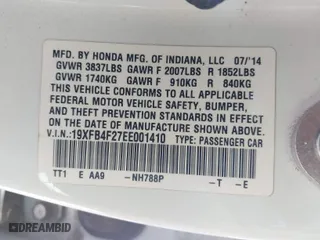 MFD. BY HONDA MFG. OF INDIANA, LLC 07/'14
GVWR 3837LBS GAWR F 2007LBS R 1852LBS
GVWR 1740KG GAWR F 910KG R 840KG
THIS VEHICLE CONFORMS TO ALL APPLICABLE
FEDERAL MOTOR VEHICLE SAFETY, BUMPER,
AND THEFT PREVENTION STANDARDS IN
EFFECT ON THE DATE OF MANUFACTURE
SHOWN ABOVE.
V.I.N.: 19XFB4F27EE001410 TYPE: PASSENGER CAR
TT1 E AA9 -NH788P -T -E